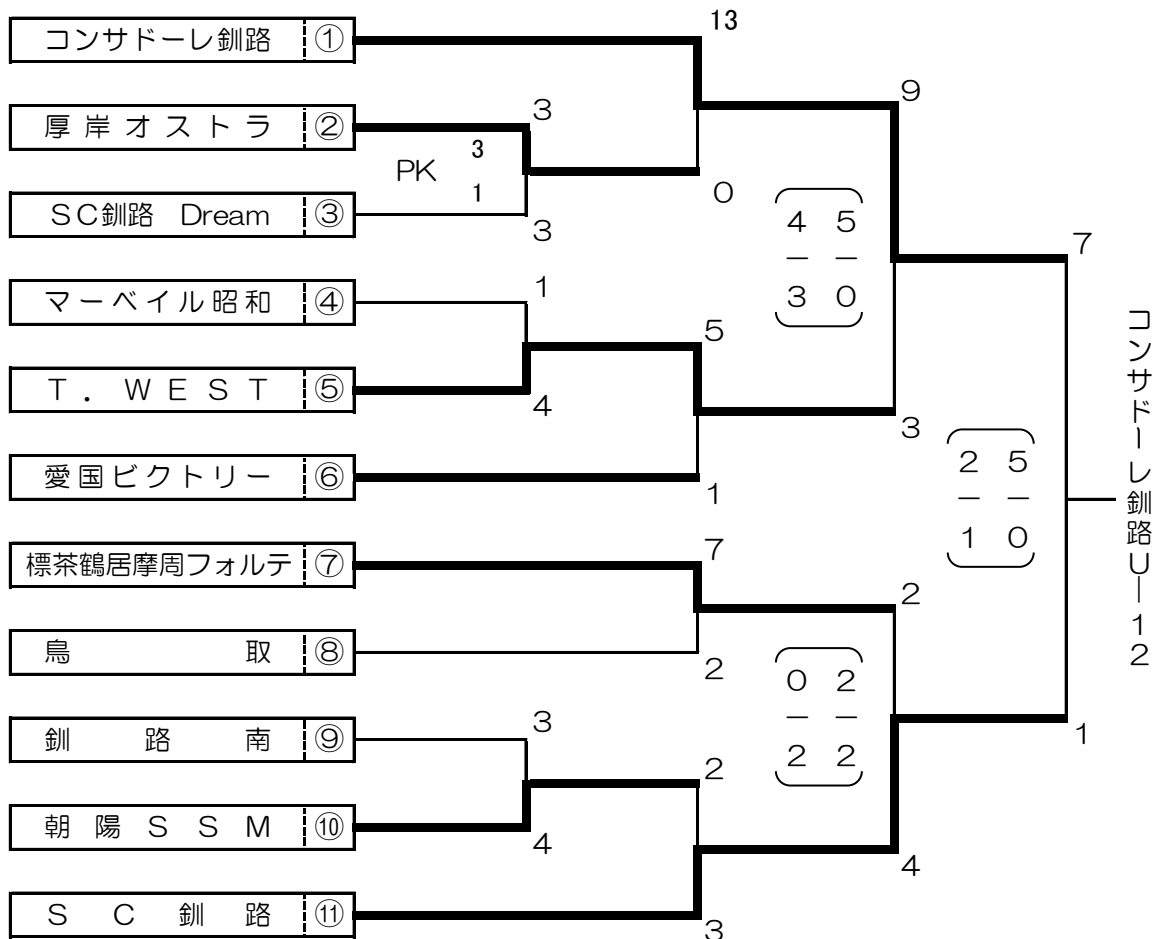 コンサドーレ釧路 ①
厚岸オストラ ②
SC釧路 Dream ③
マーベイル昭和 ④
T.WEST ⑤
愛国ビクトリー ⑥
標茶鶴居摩周フォルテ ⑦
鳥取 ⑧
釧路南 ⑨
朝陽SSM ⑩
SC釧路 ⑪
3
PK 3
1
3
1
4
3
4
13
0
5
1
7
2
2
3
9
4 5
– –
3 0
3
2
0 2
– –
2 2
4
7
2 5
– –
1 0
1
コンサドーレ釧路U―12